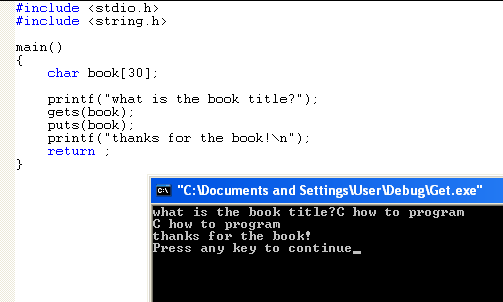 #include <stdio.h>
#include <string.h>
main()
{
char book[30];
printf("what is the book title?");
gets(book);
puts(book);
printf("thanks for the book!\n");
return ;
}
C:\ "C:\Documents and Settings\User\Debug\Get.exe"
what is the book title?C how to program
C how to program
thanks for the book!
Press any key to continue_